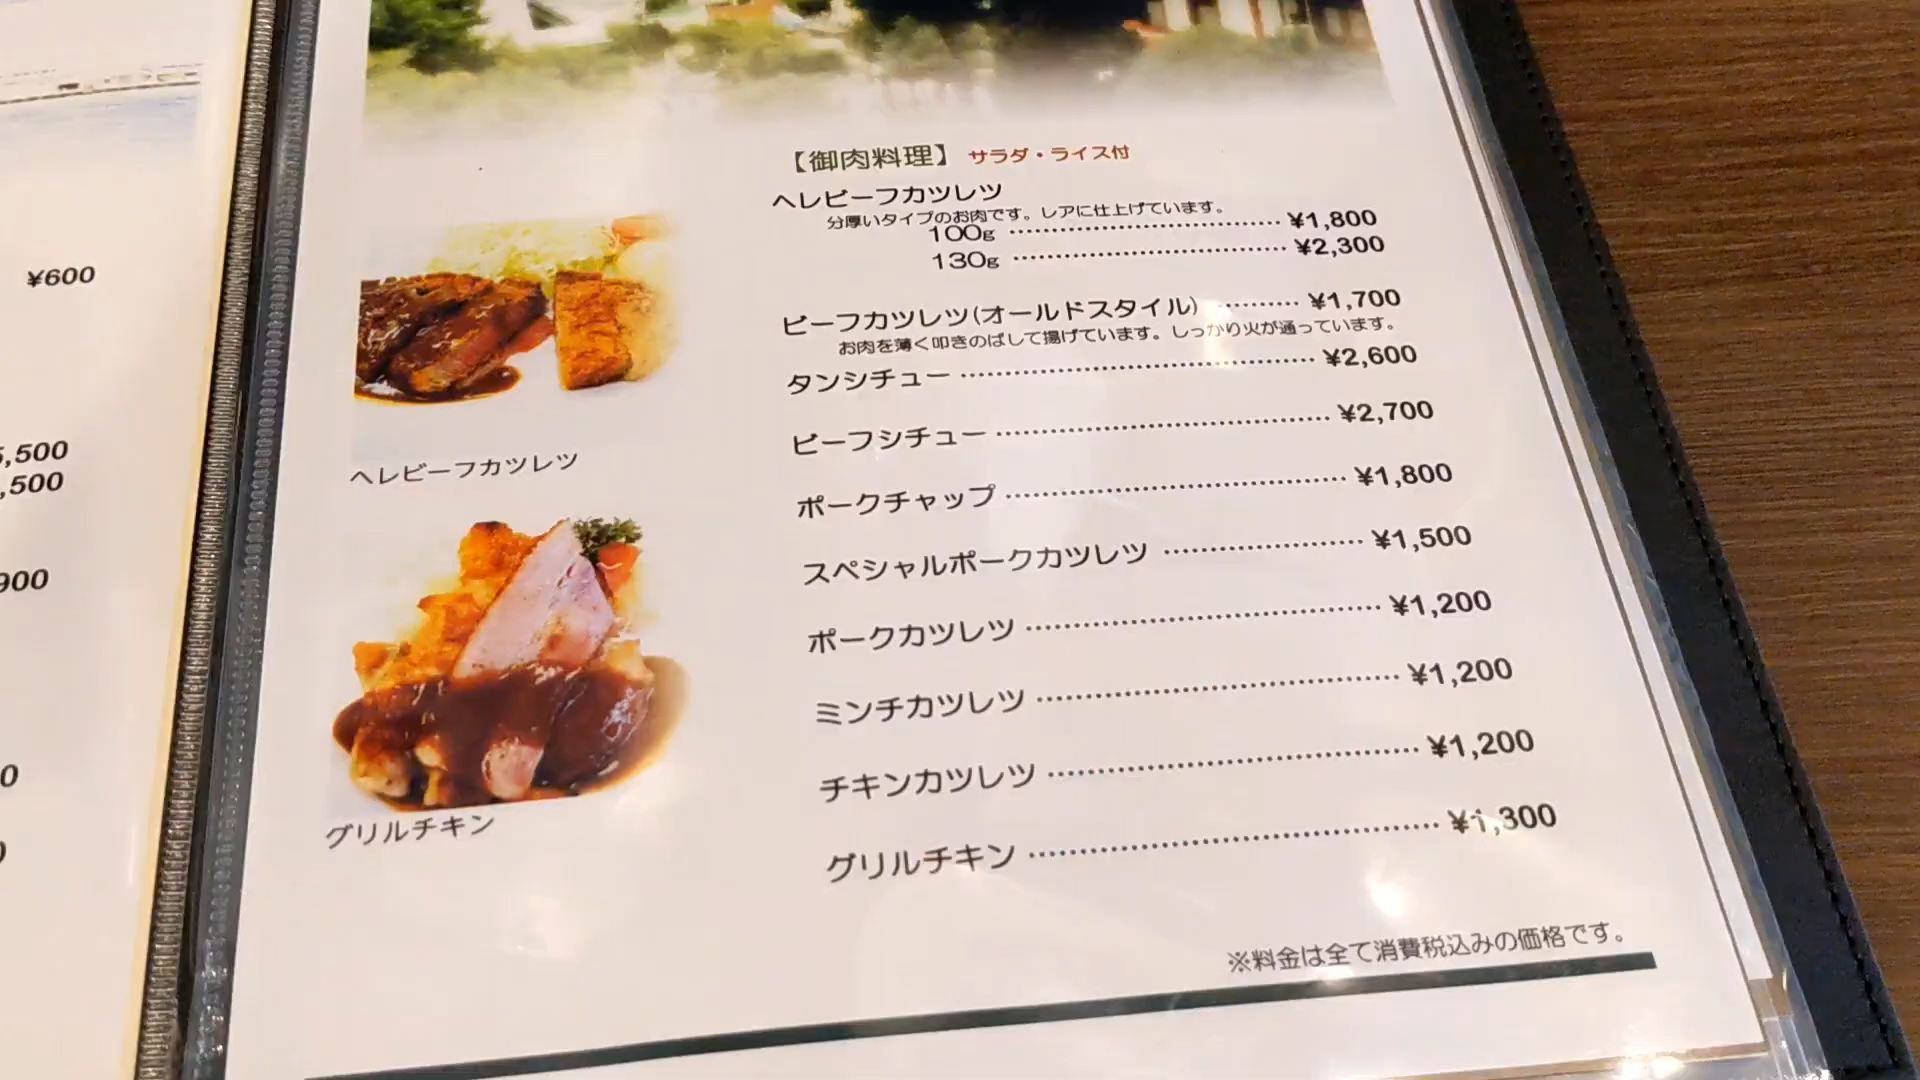 ¥600
5,500
,500
900
0
【御肉料理】 サラダ・ライス付
ヘレビーフカツレツ
分厚いタイプのお肉です。レアに仕上げています。
100g ¥1,800
130g ¥2,300
ビーフカツレツ(オールドスタイル) ¥1,700
お肉を薄く叩きのばして揚げています。しっかり火が通っています。
タンシチュー ¥2,600
ビーフシチュー ¥2,700
ポークチャップ ¥1,800
スペシャルポークカツレツ ¥1,500
ポークカツレツ ¥1,200
ミンチカツレツ ¥1,200
チキンカツレツ ¥1,200
グリルチキン ¥1,300
ヘレビーフカツレツ
グリルチキン
※料金は全て消費税込みの価格です。